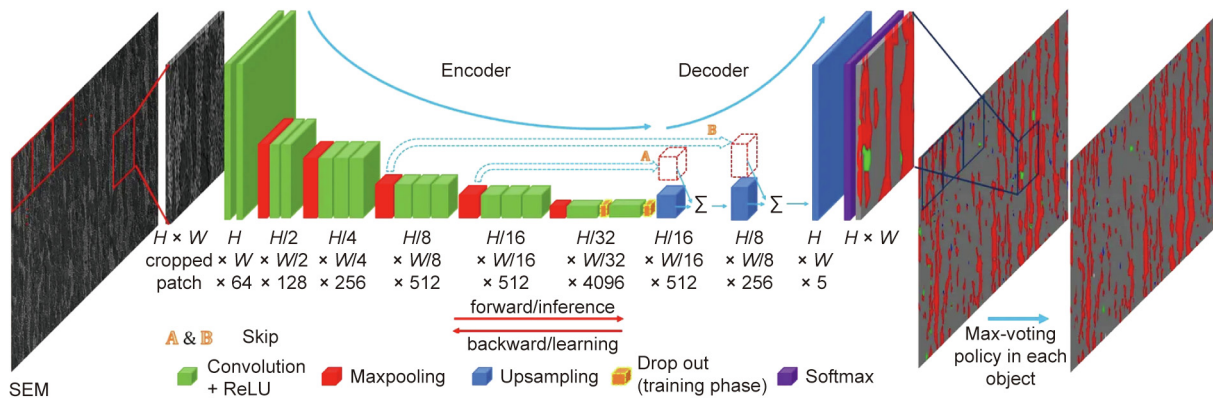 Encoder
Decoder
B
A
Σ
Σ
H × W H H/2 H/4 H/8 H/16 H/32 H/16 H/8 H H × W
cropped × W × W/2 × W/4 × W/8 × W/16 × W/32 × W/16 × W/8 × W
patch × 64 × 128 × 256 × 512 × 512 × 4096 × 512 × 256 × 5
forward/inference
backward/learning
A & B Skip
SEM
Convolution
+ ReLU
Maxpooling
Upsampling
Drop out
(training phase)
Softmax
Max-voting
policy in each
object